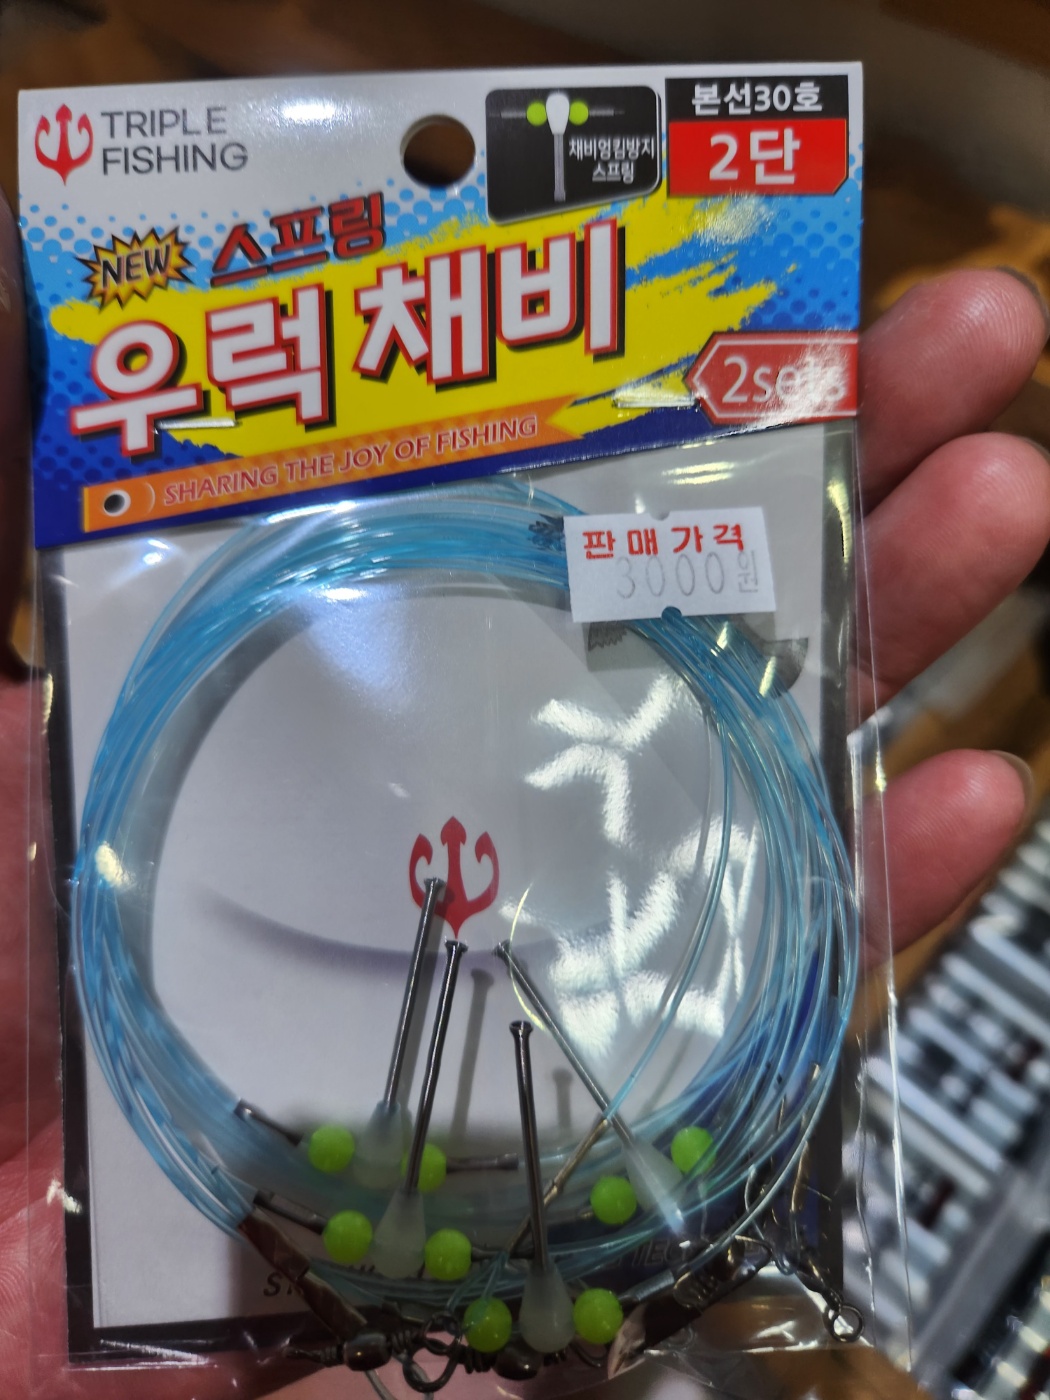 TRIPLE
FISHING
채비엉킴방지
스프링
본선30호
2단
NEW
스프링
우럭채비
2sets
SHARING THE JOY OF FISHING
판매가격
3000원